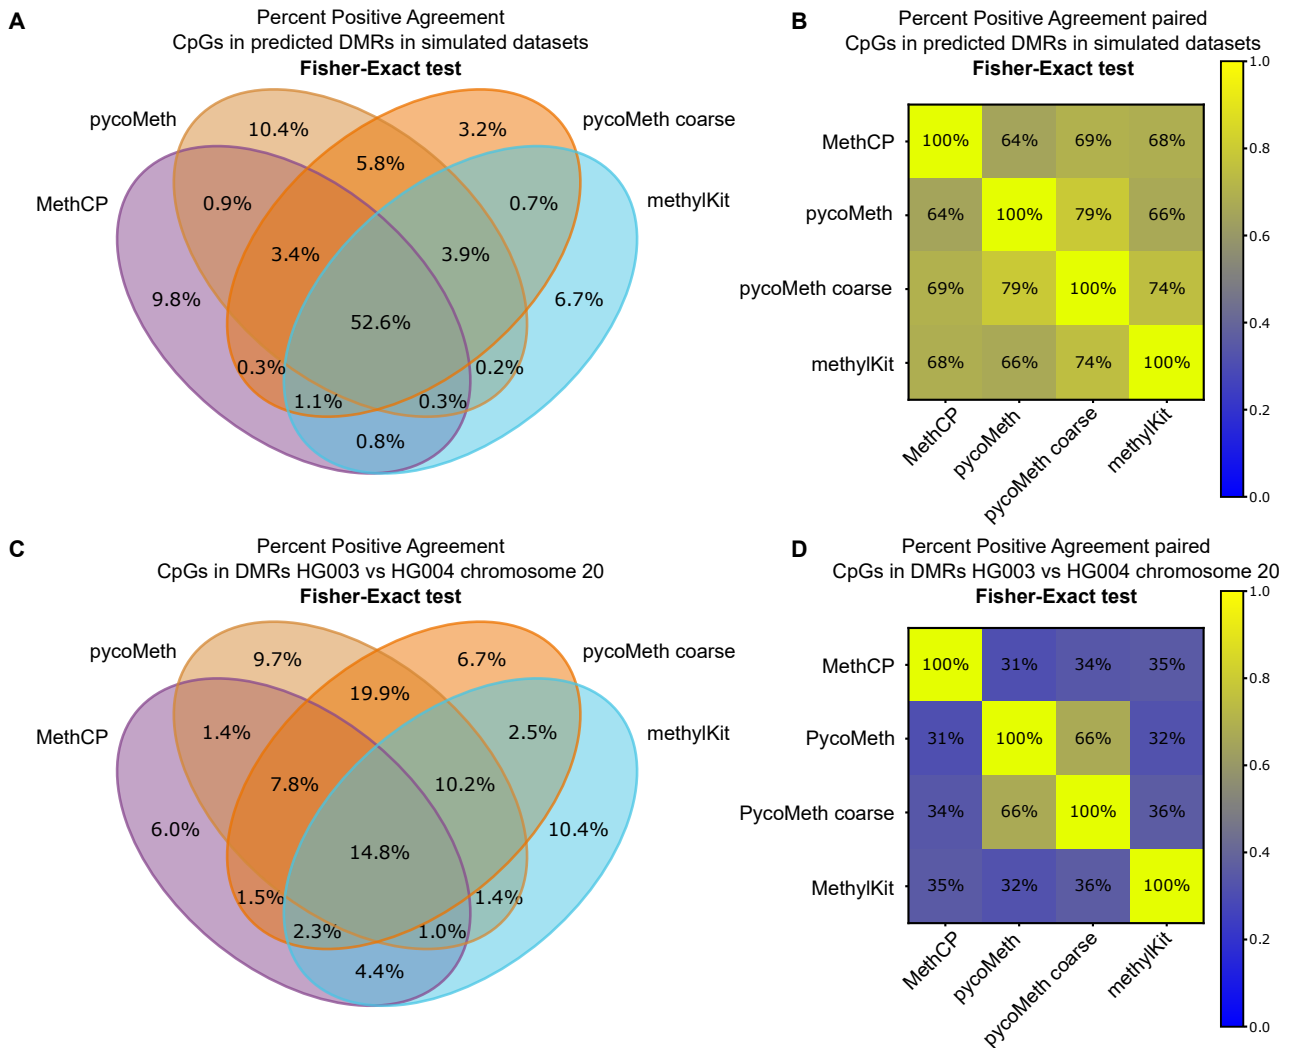 A
Percent Positive Agreement
CpGs in predicted DMRs in simulated datasets
Fisher-Exact test
pycoMeth
pycoMeth coarse
MethCP
methylKit
10.4%
3.2%
5.8%
0.9%
0.7%
3.4%
3.9%
9.8%
6.7%
52.6%
0.3%
0.2%
1.1%
0.3%
0.8%
B
Percent Positive Agreement paired
CpGs in predicted DMRs in simulated datasets
Fisher-Exact test
MethCP
100% 64% 69% 68%
pycoMeth
64% 100% 79% 66%
pycoMeth coarse
69% 79% 100% 74%
methylKit
68% 66% 74% 100%
MethCP
pycoMeth
pycoMeth coarse
methylKit
1.0
0.8
0.6
0.4
0.2
0.0
C
Percent Positive Agreement
CpGs in DMRs HG003 vs HG004 chromosome 20
Fisher-Exact test
pycoMeth
pycoMeth coarse
MethCP
methylKit
9.7%
6.7%
19.9%
1.4%
2.5%
7.8%
10.2%
6.0%
10.4%
14.8%
1.5%
1.4%
2.3%
1.0%
4.4%
D
Percent Positive Agreement paired
CpGs in DMRs HG003 vs HG004 chromosome 20
Fisher-Exact test
MethCP
100% 31% 34% 35%
PycoMeth
31% 100% 66% 32%
PycoMeth coarse
34% 66% 100% 36%
MethylKit
35% 32% 36% 100%
MethCP
pycoMeth
pycoMeth coarse
methylKit
1.0
0.8
0.6
0.4
0.2
0.0